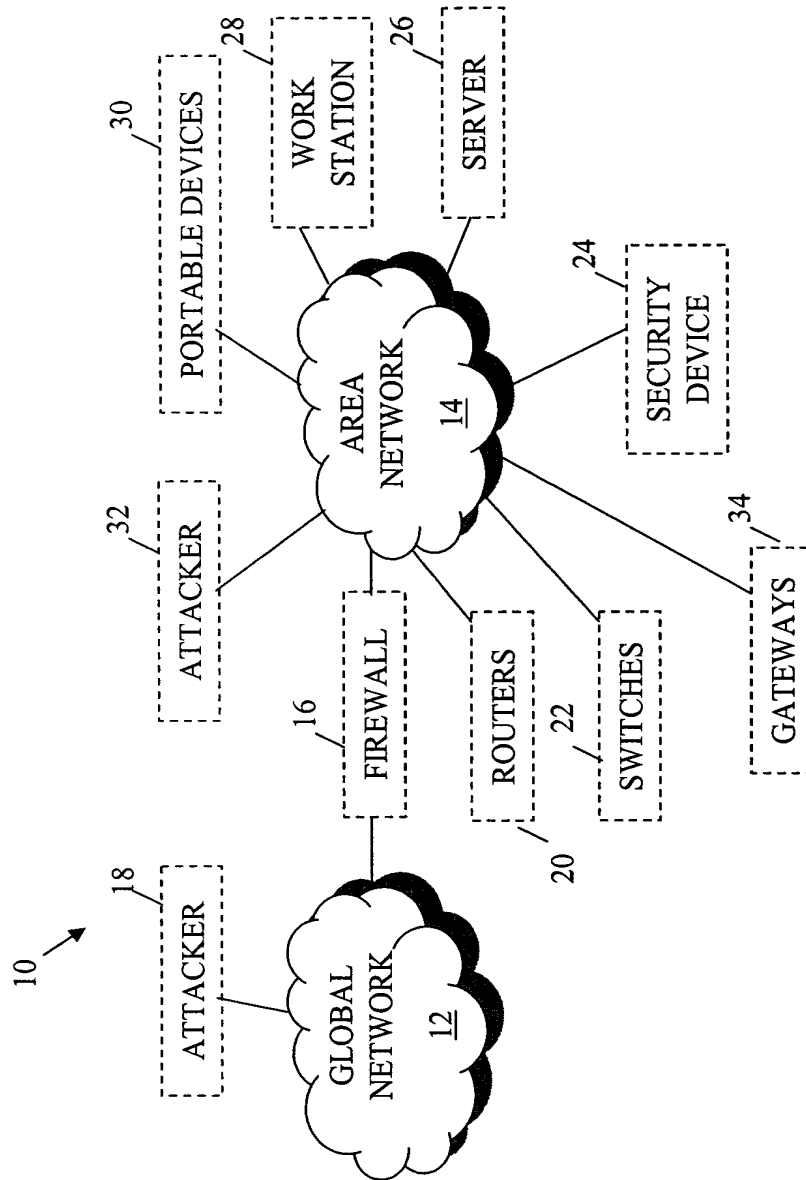 10
ATTACKER
18
GLOBAL
NETWORK
12
FIREWALL
16
ATTACKER
32
PORTABLE DEVICES
30
WORK
STATION
28
SERVER
26
AREA
NETWORK
14
ROUTERS
20
SWITCHES
22
GATEWAYS
34
SECURITY
DEVICE
24